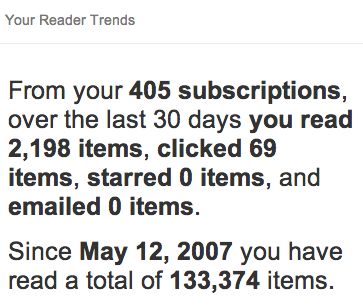 Your Reader Trends
From your 405 subscriptions,
over the last 30 days you read
2,198 items, clicked 69
items, starred 0 items, and
emailed 0 items.
Since May 12, 2007 you have
read a total of 133,374 items.